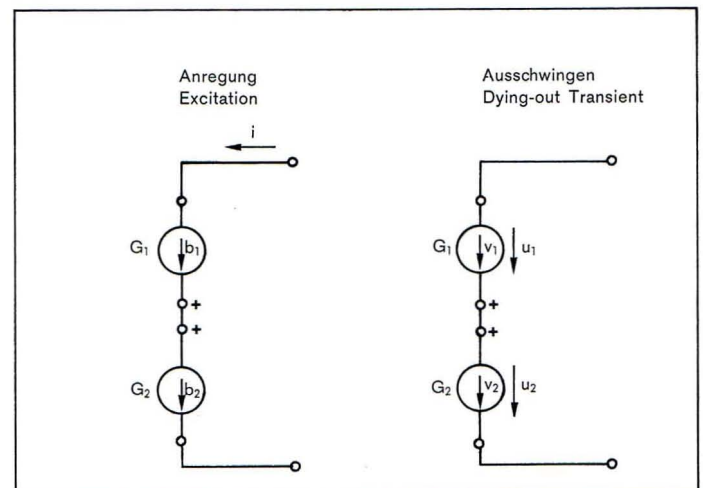 Anregung
Excitation
i
G₁ b₁
+
+
G₂ b₂
Ausschwingen
Dying-out Transient
G₁ v₁ u₁
+
+
G₂ v₂ u₂